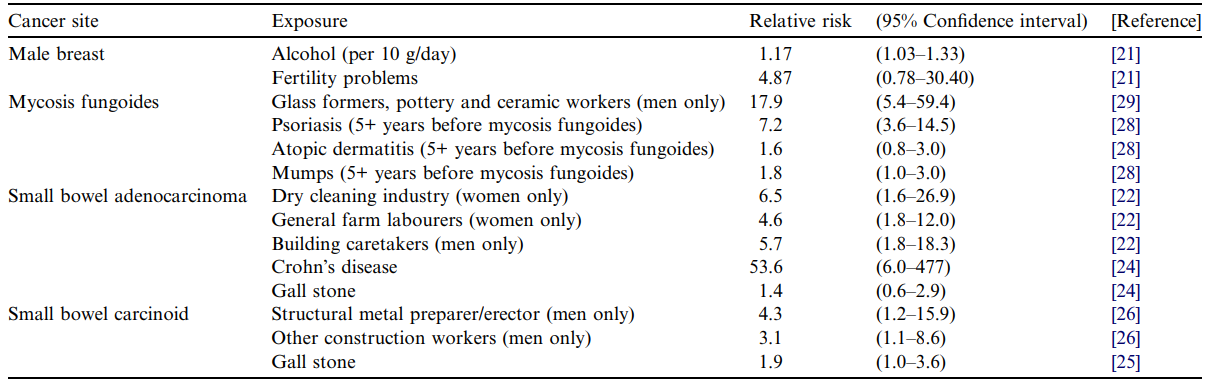 Cancer site Exposure Relative risk (95% Confidence interval) [Reference]
Male breast Alcohol (per 10 g/day) 1.17 (1.03–1.33) [21]
Fertility problems 4.87 (0.78–30.40) [21]
Mycosis fungoides Glass formers, pottery and ceramic workers (men only) 17.9 (5.4–59.4) [29]
Psoriasis (5+ years before mycosis fungoides) 7.2 (3.6–14.5) [28]
Atopic dermatitis (5+ years before mycosis fungoides) 1.6 (0.8–3.0) [28]
Mumps (5+ years before mycosis fungoides) 1.8 (1.0–3.0) [28]
Small bowel adenocarcinoma Dry cleaning industry (women only) 6.5 (1.6–26.9) [22]
General farm labourers (women only) 4.6 (1.8–12.0) [22]
Building caretakers (men only) 5.7 (1.8–18.3) [22]
Crohn's disease 53.6 (6.0–477) [24]
Gall stone 1.4 (0.6–2.9) [24]
Small bowel carcinoid Structural metal preparer/erector (men only) 4.3 (1.2–15.9) [26]
Other construction workers (men only) 3.1 (1.1–8.6) [26]
Gall stone 1.9 (1.0–3.6) [25]